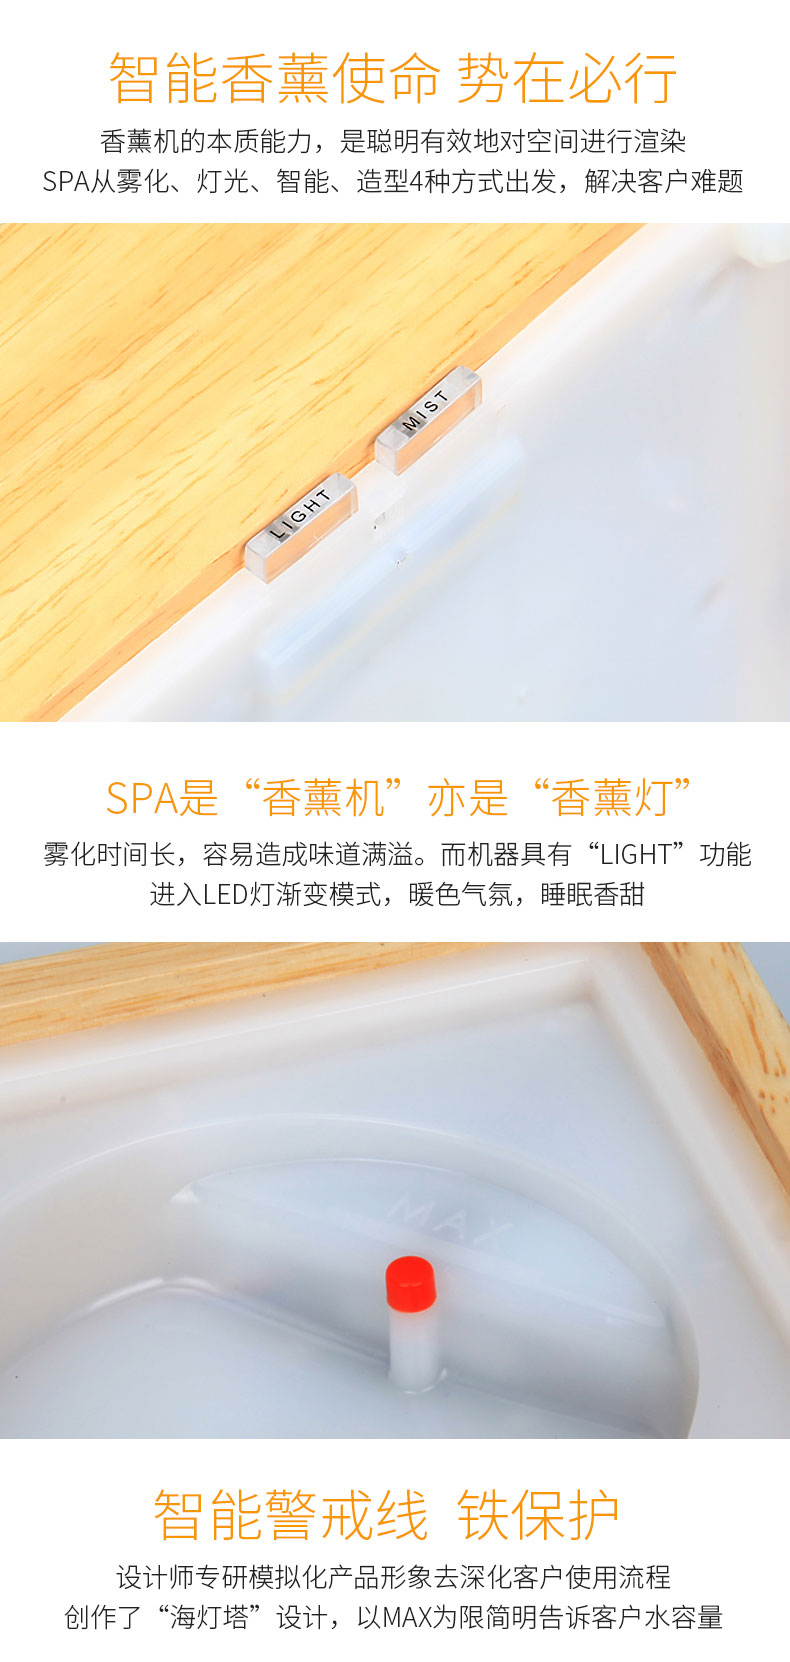 智能香薰使命 势在必行
香薰机的本质能力，是聪明有效地对空间进行渲染
SPA从雾化、灯光、智能、造型4种方式出发，解决客户难题
MIST
LIGHT
SPA是“香薰机”亦是“香薰灯”
雾化时间长，容易造成味道满溢。而机器具有“LIGHT”功能
进入LED灯渐变模式，暖色气氛，睡眠香甜
MAX
智能警戒线 铁保护
设计师专研模拟化产品形象去深化客户使用流程
创作了“海灯塔”设计，以MAX为限简明告诉客户水容量